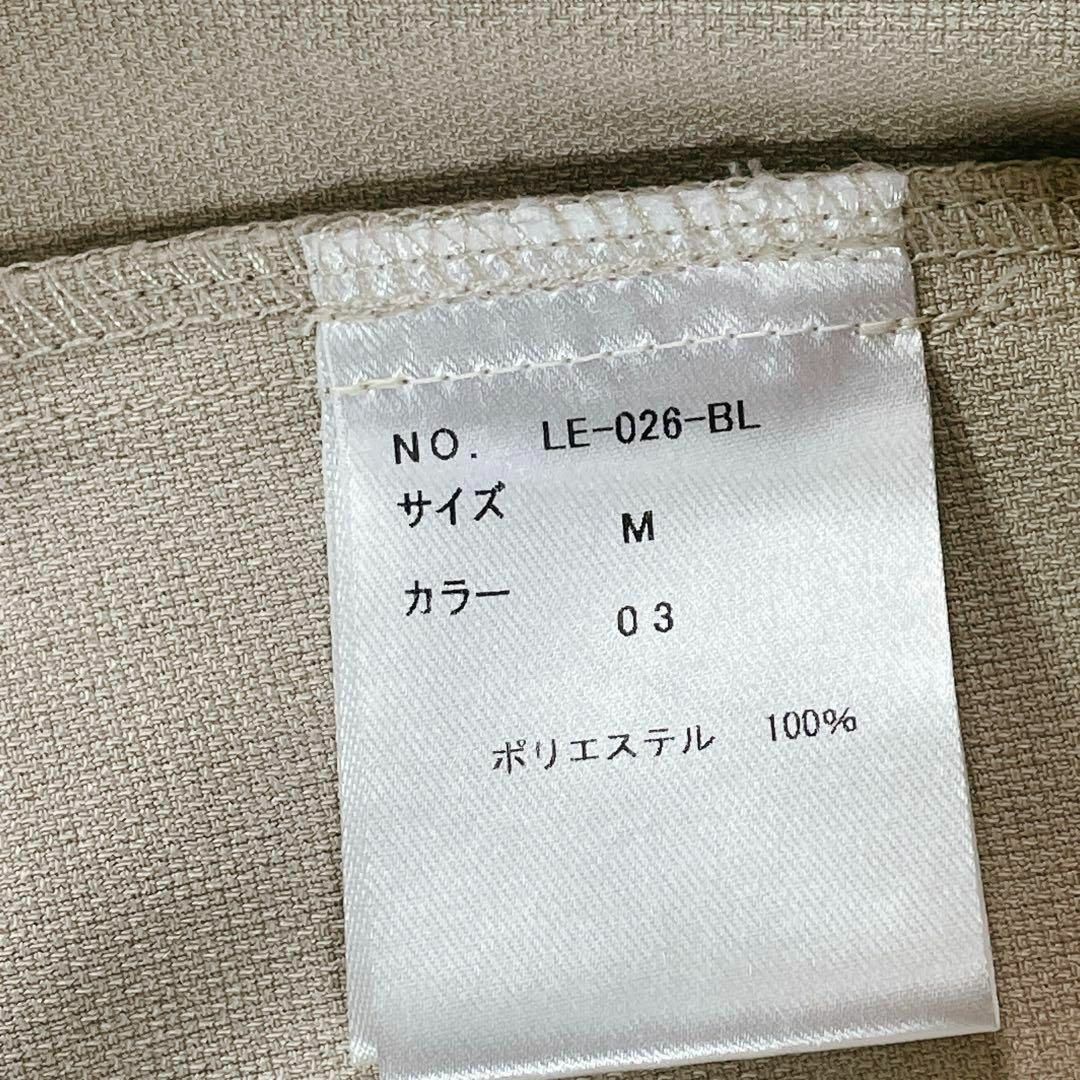 NO. LE-026-BL
サイズ M
カラー 03
ポリエステル 100%